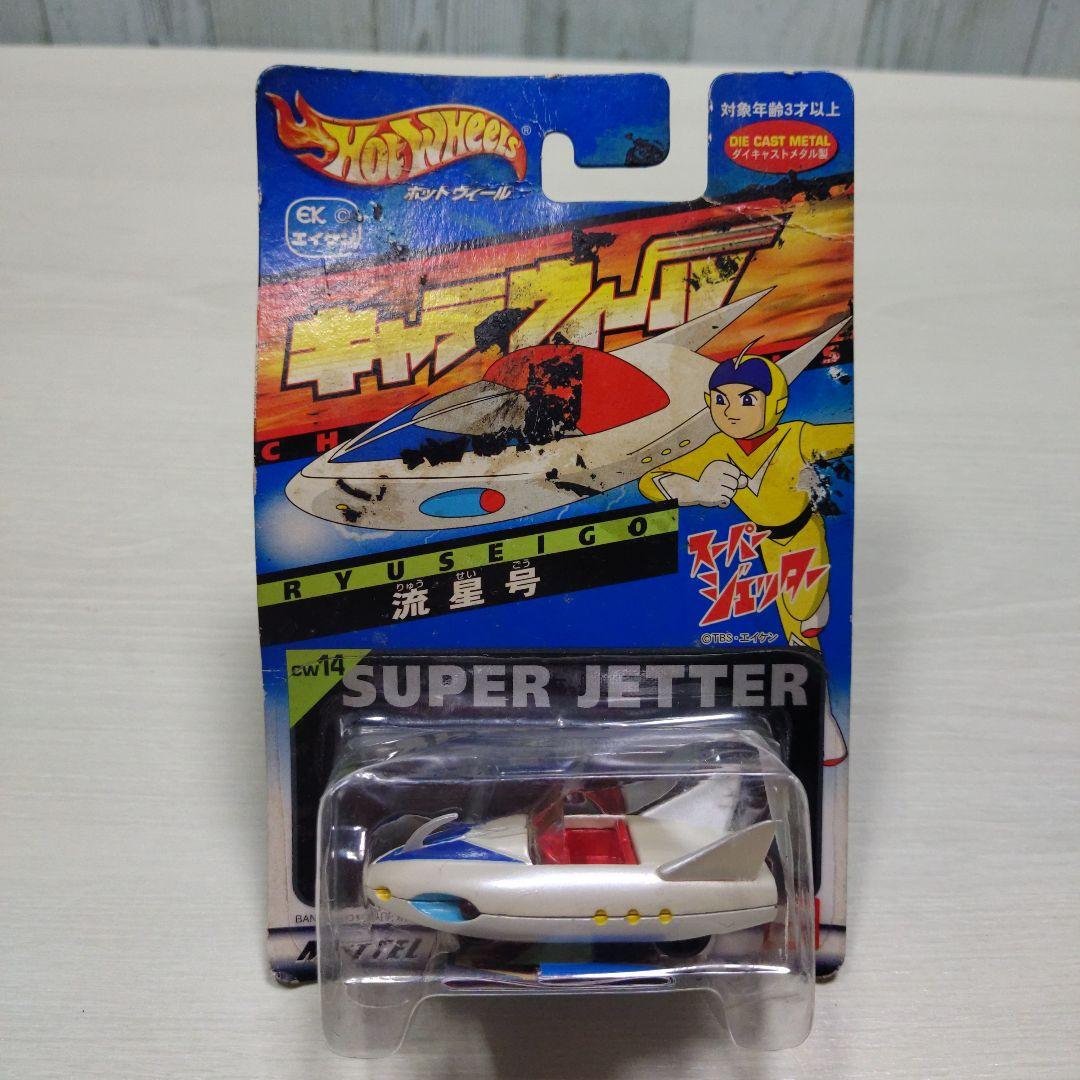 Hot Wheels®
ホットウィール
対象年齢3才以上
DIE CAST METAL
ダイキャストメタル製
EK ©
エイケン
キャラウィール
CH
S
RYUSEIGO
りゅう せい ごう
流星号
スーパー
ジェッター
©TBS・エイケン
cw14
SUPER JETTER
BAN
MATTEL